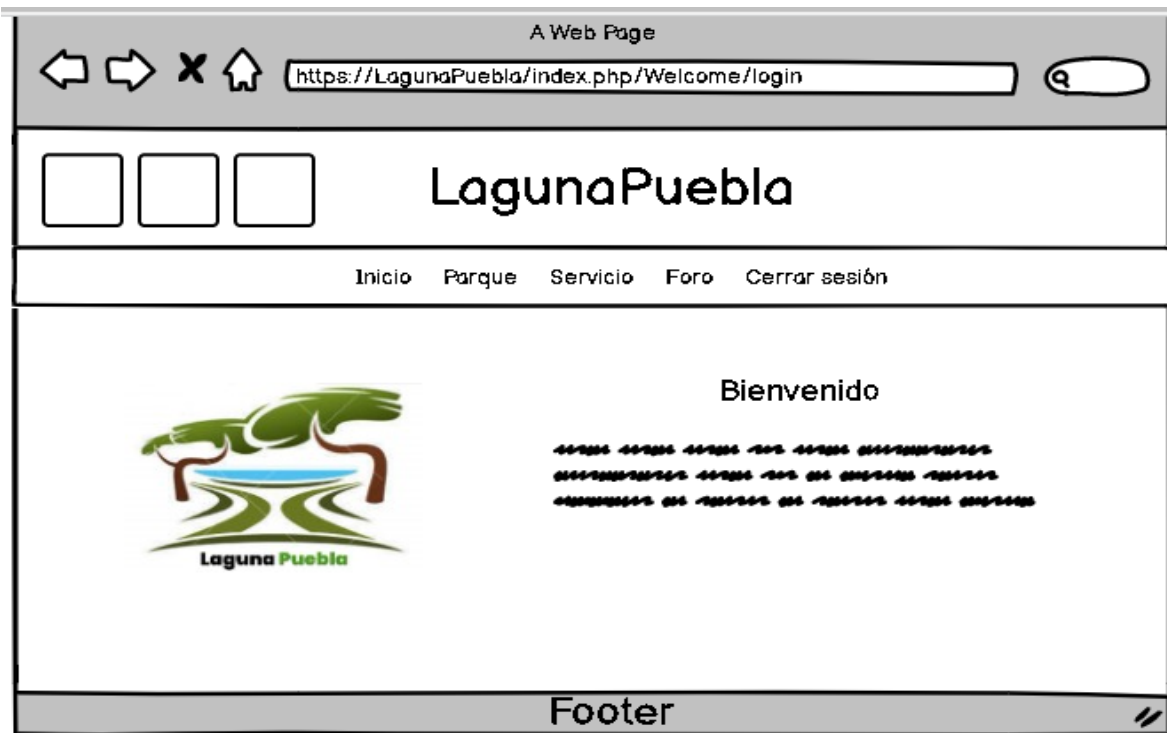 A Web Page
https://LagunaPuebla/index.php/Welcome/login
LagunaPuebla
Inicio Parque Servicio Foro Cerrar sesión
Bienvenido
Laguna Puebla
Footer